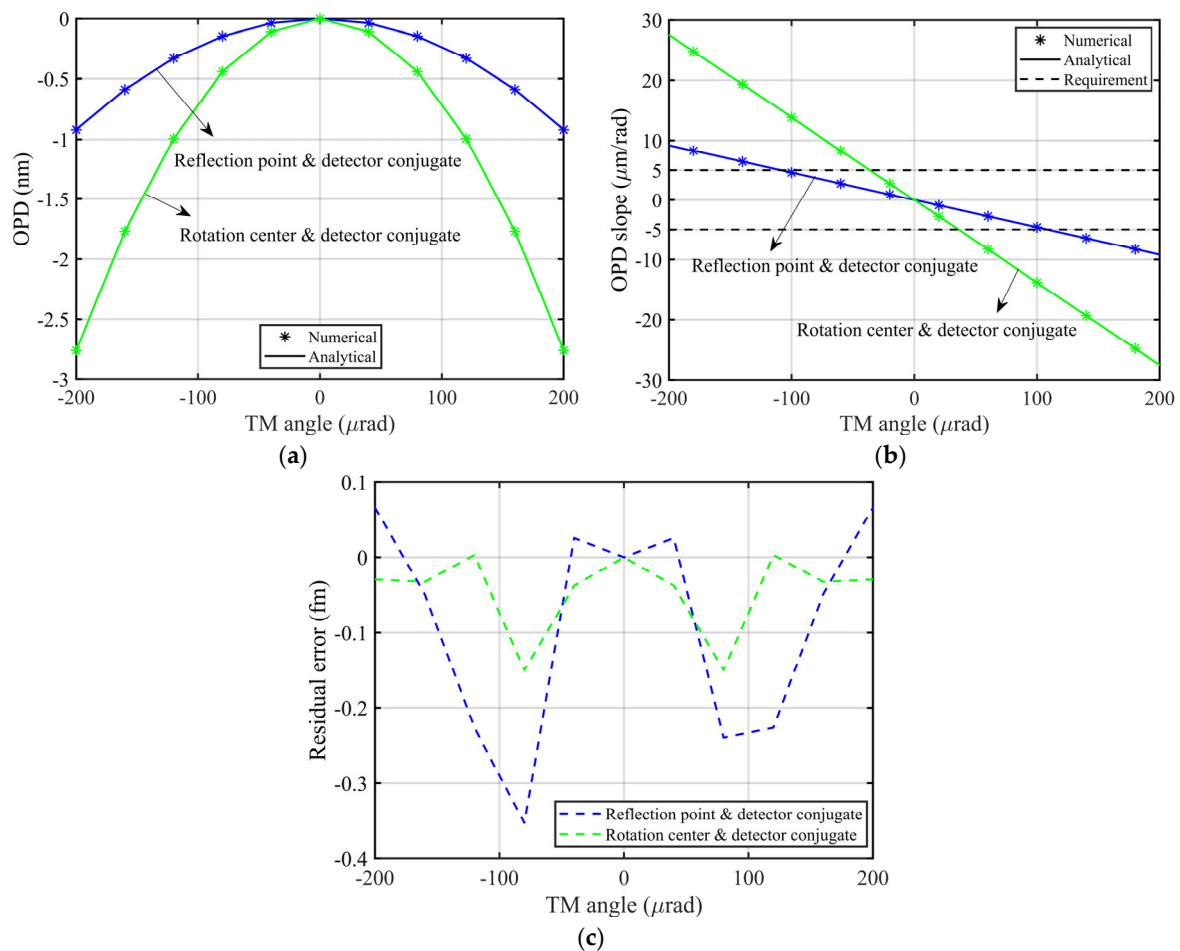 0
-0.5
-1
-1.5
-2
-2.5
-3
OPD (nm)
Reflection point & detector conjugate
Rotation center & detector conjugate
Numerical
Analytical
-200
-100
0
100
200
TM angle (μrad)
(a)
30
20
10
5
0
-5
-10
-20
-30
OPD slope (μm/rad)
Numerical
Analytical
Requirement
Reflection point & detector conjugate
Rotation center & detector conjugate
-200
-100
0
100
200
TM angle (μrad)
(b)
0.1
0
-0.1
-0.2
-0.3
-0.4
Residual error (fm)
Reflection point & detector conjugate
Rotation center & detector conjugate
-200
-100
0
100
200
TM angle (μrad)
(c)